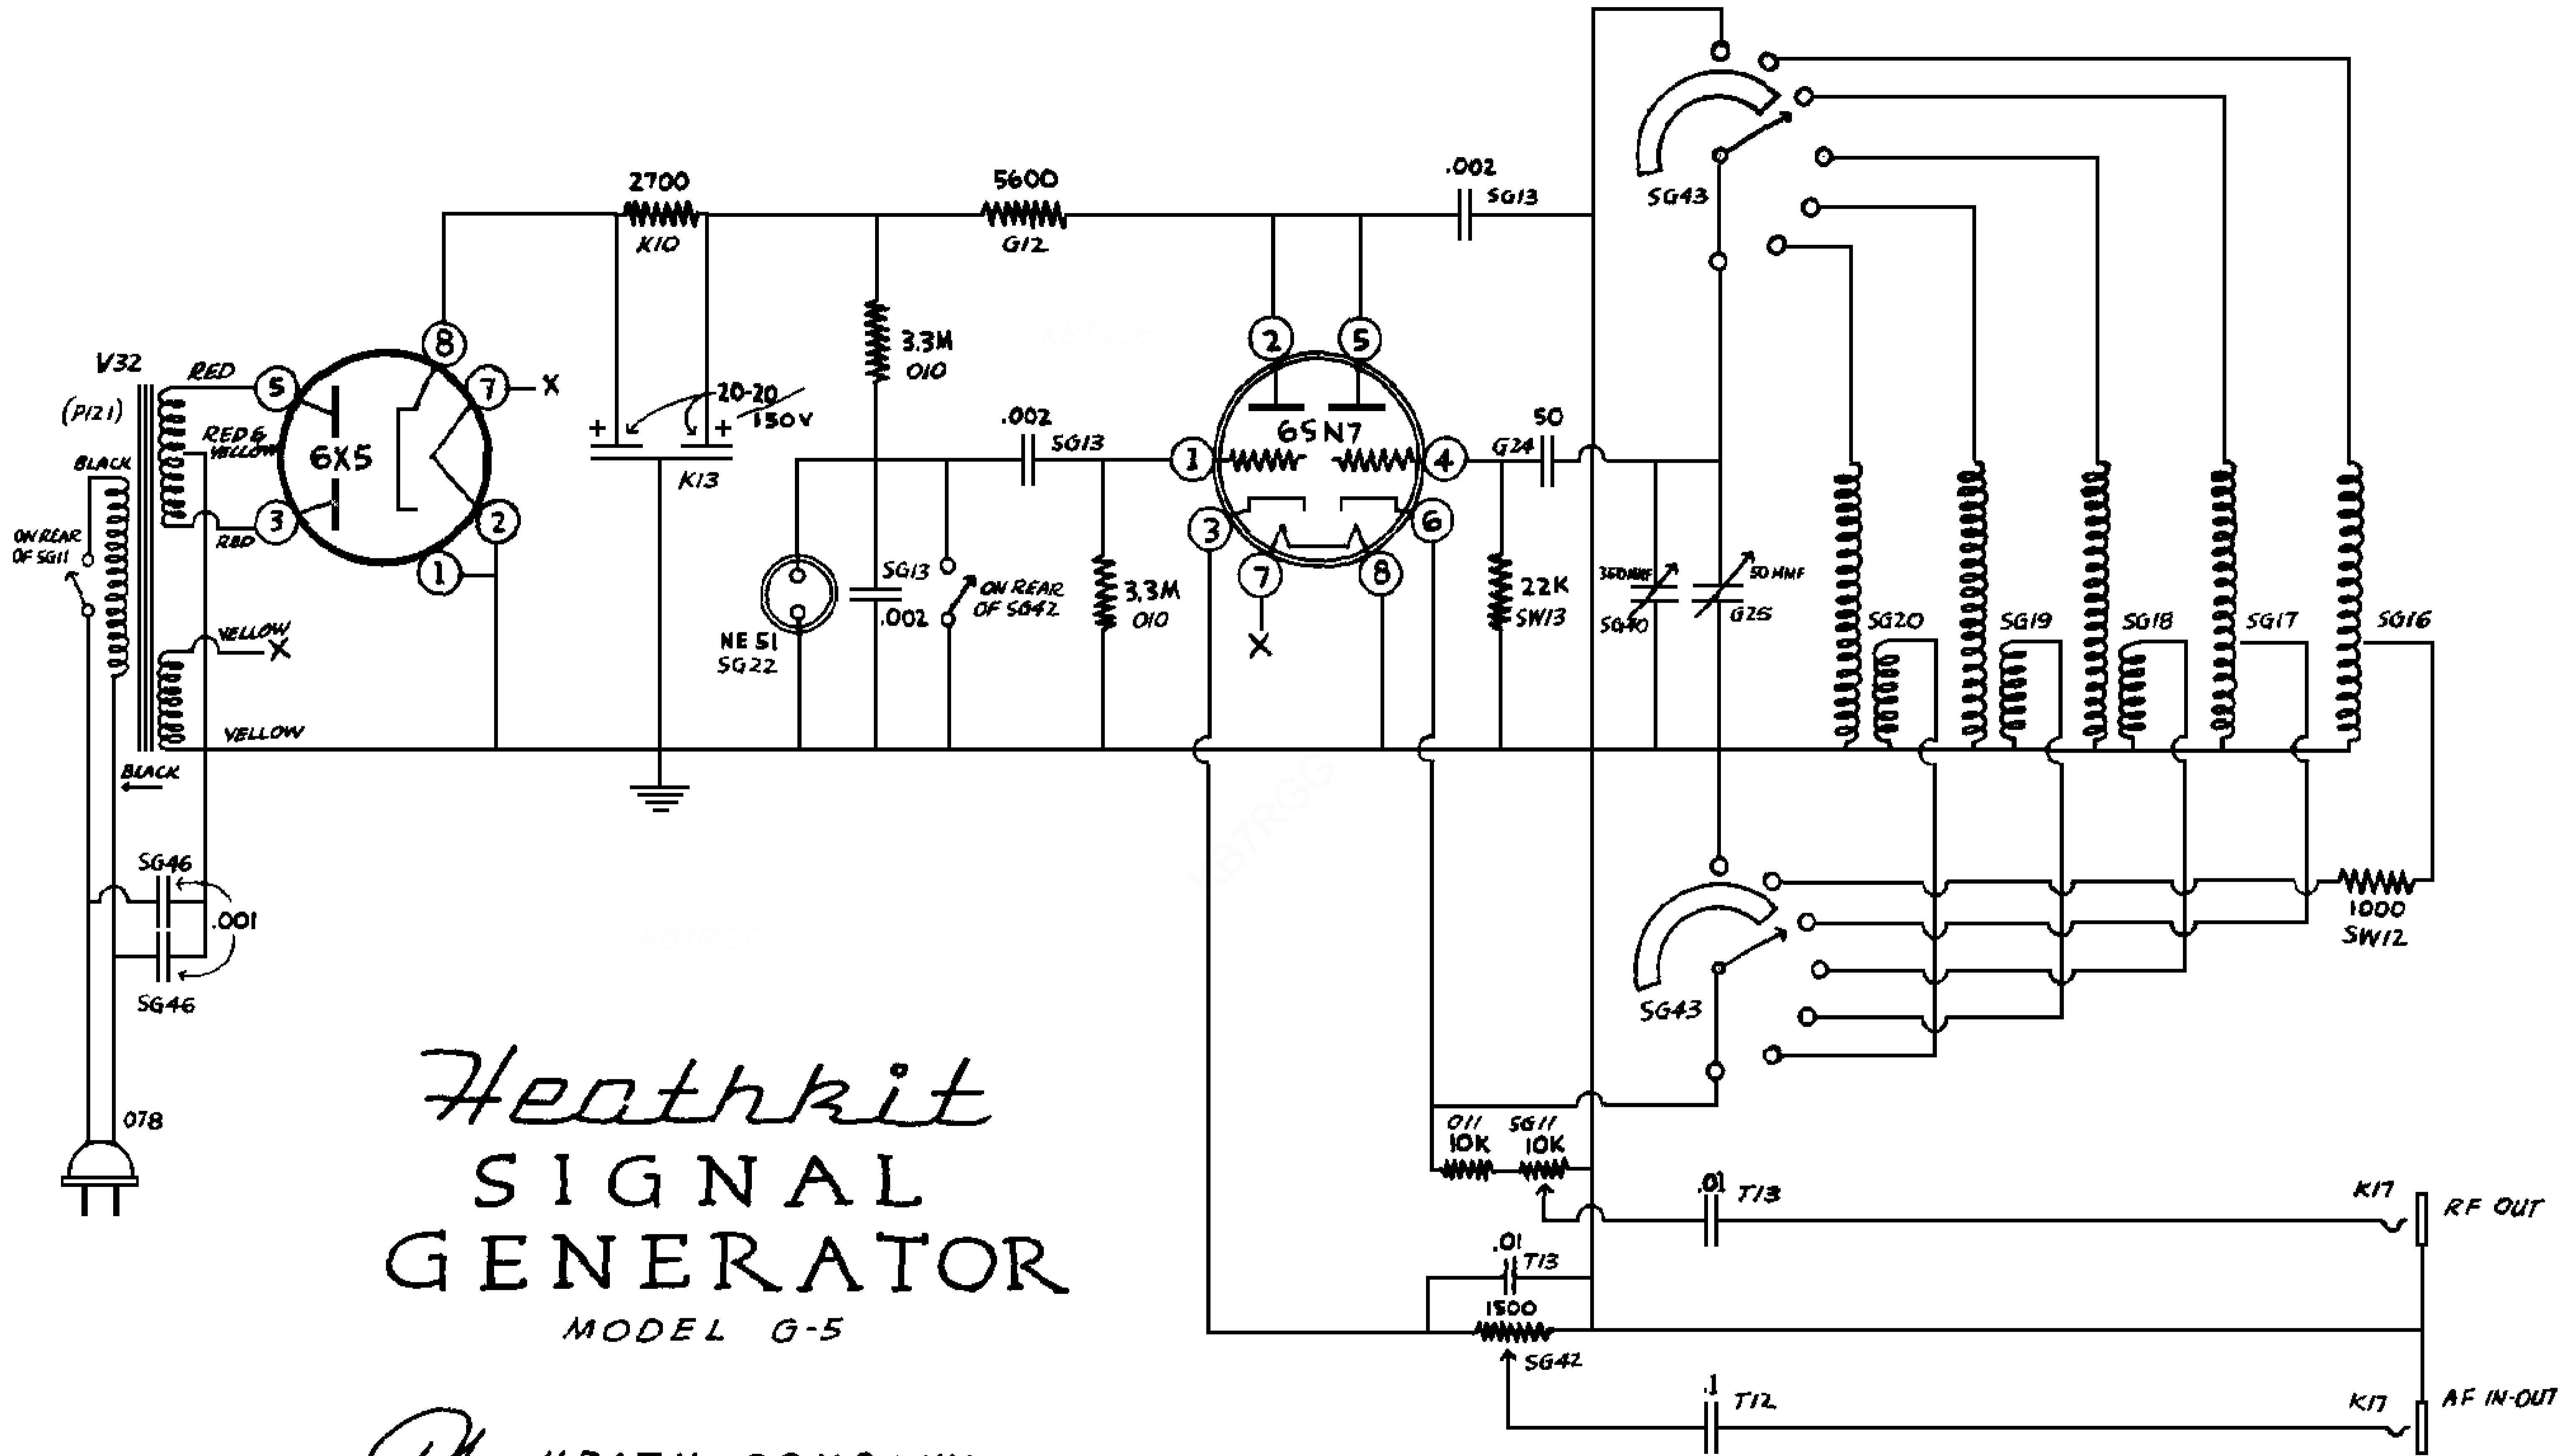 .002
SG13
SG43
2700
K10
5600
G12
V32
(P121)
RED
5
8
7
X
3.3M
010
20-20
150V
+
+
2
5
BLACK
RED &
YELLOW
6X5
K13
.002
SG13
1
6SN7
4
G24
50
ON REAR
OF SG11
3
RED
2
1
3
7
8
6
X
NE 51
SG22
SG13
.002
ON REAR
OF SG42
3.3M
010
22K
SW13
350MMF
SG40
50 MMF
G25
SG20
SG19
SG18
SG17
SG16
YELLOW
X
YELLOW
BLACK
KB7RGG
SG46
.001
SG46
SG43
1000
SW12
078
Heathkit
SIGNAL
GENERATOR
MODEL G-5
011
10K
SG11
10K
.01
T13
K17
RF OUT
.01
T13
1500
SG42
.1
T12
K17
AF IN-OUT